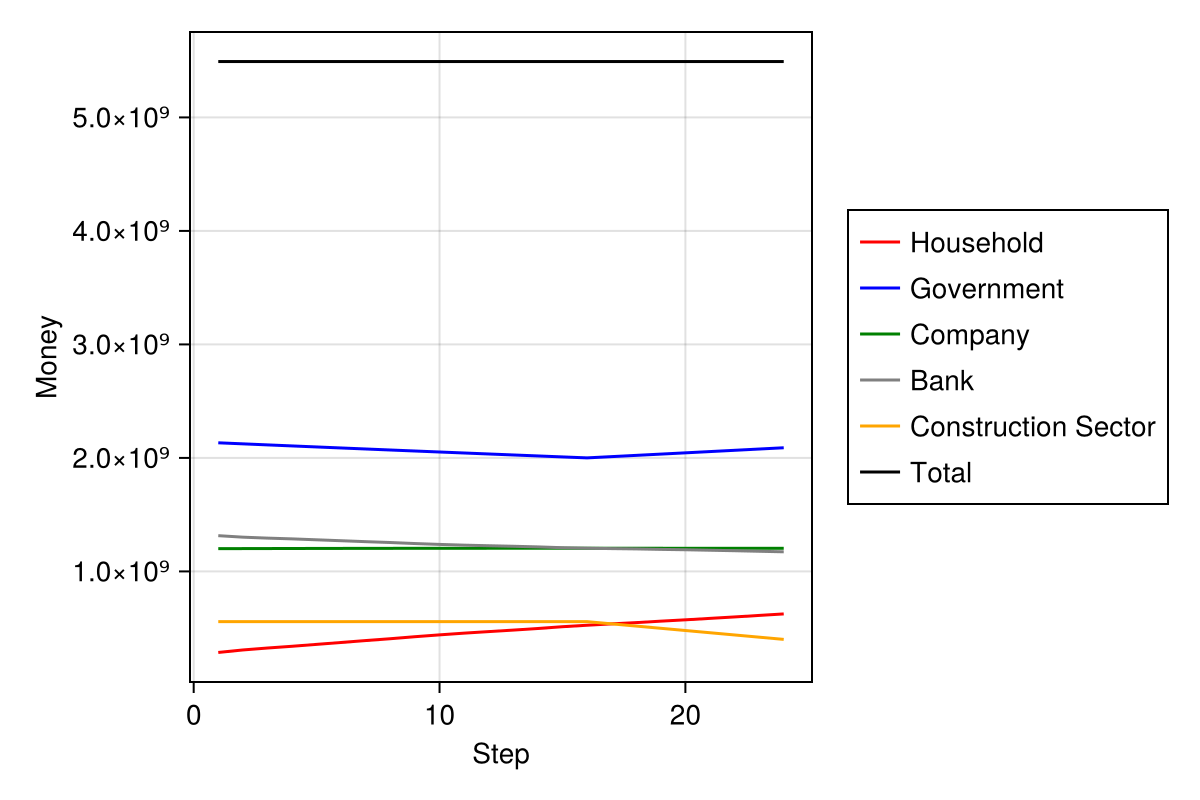 5.0×10⁹
4.0×10⁹
3.0×10⁹
2.0×10⁹
1.0×10⁹
Money
0 10 20
Step
Household
Government
Company
Bank
Construction Sector
Total